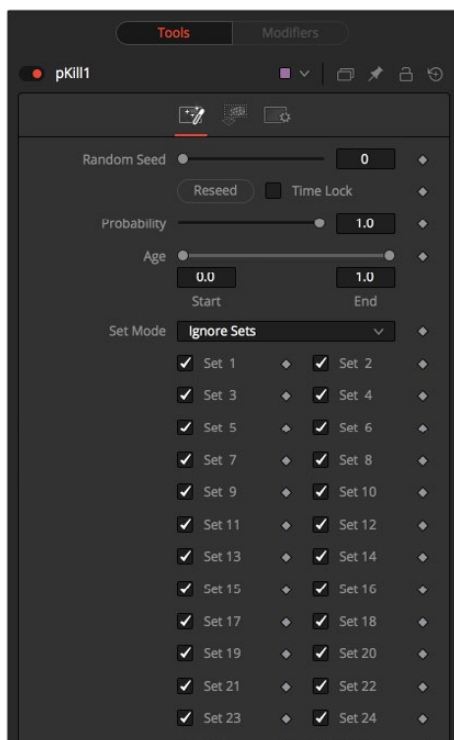 Tools Modifiers
pKill1
Random Seed 0
Reseed Time Lock
Probability 1.0
Age
0.0 1.0
Start End
Set Mode Ignore Sets
Set 1 Set 2
Set 3 Set 4
Set 5 Set 6
Set 7 Set 8
Set 9 Set 10
Set 11 Set 12
Set 13 Set 14
Set 15 Set 16
Set 17 Set 18
Set 19 Set 20
Set 21 Set 22
Set 23 Set 24